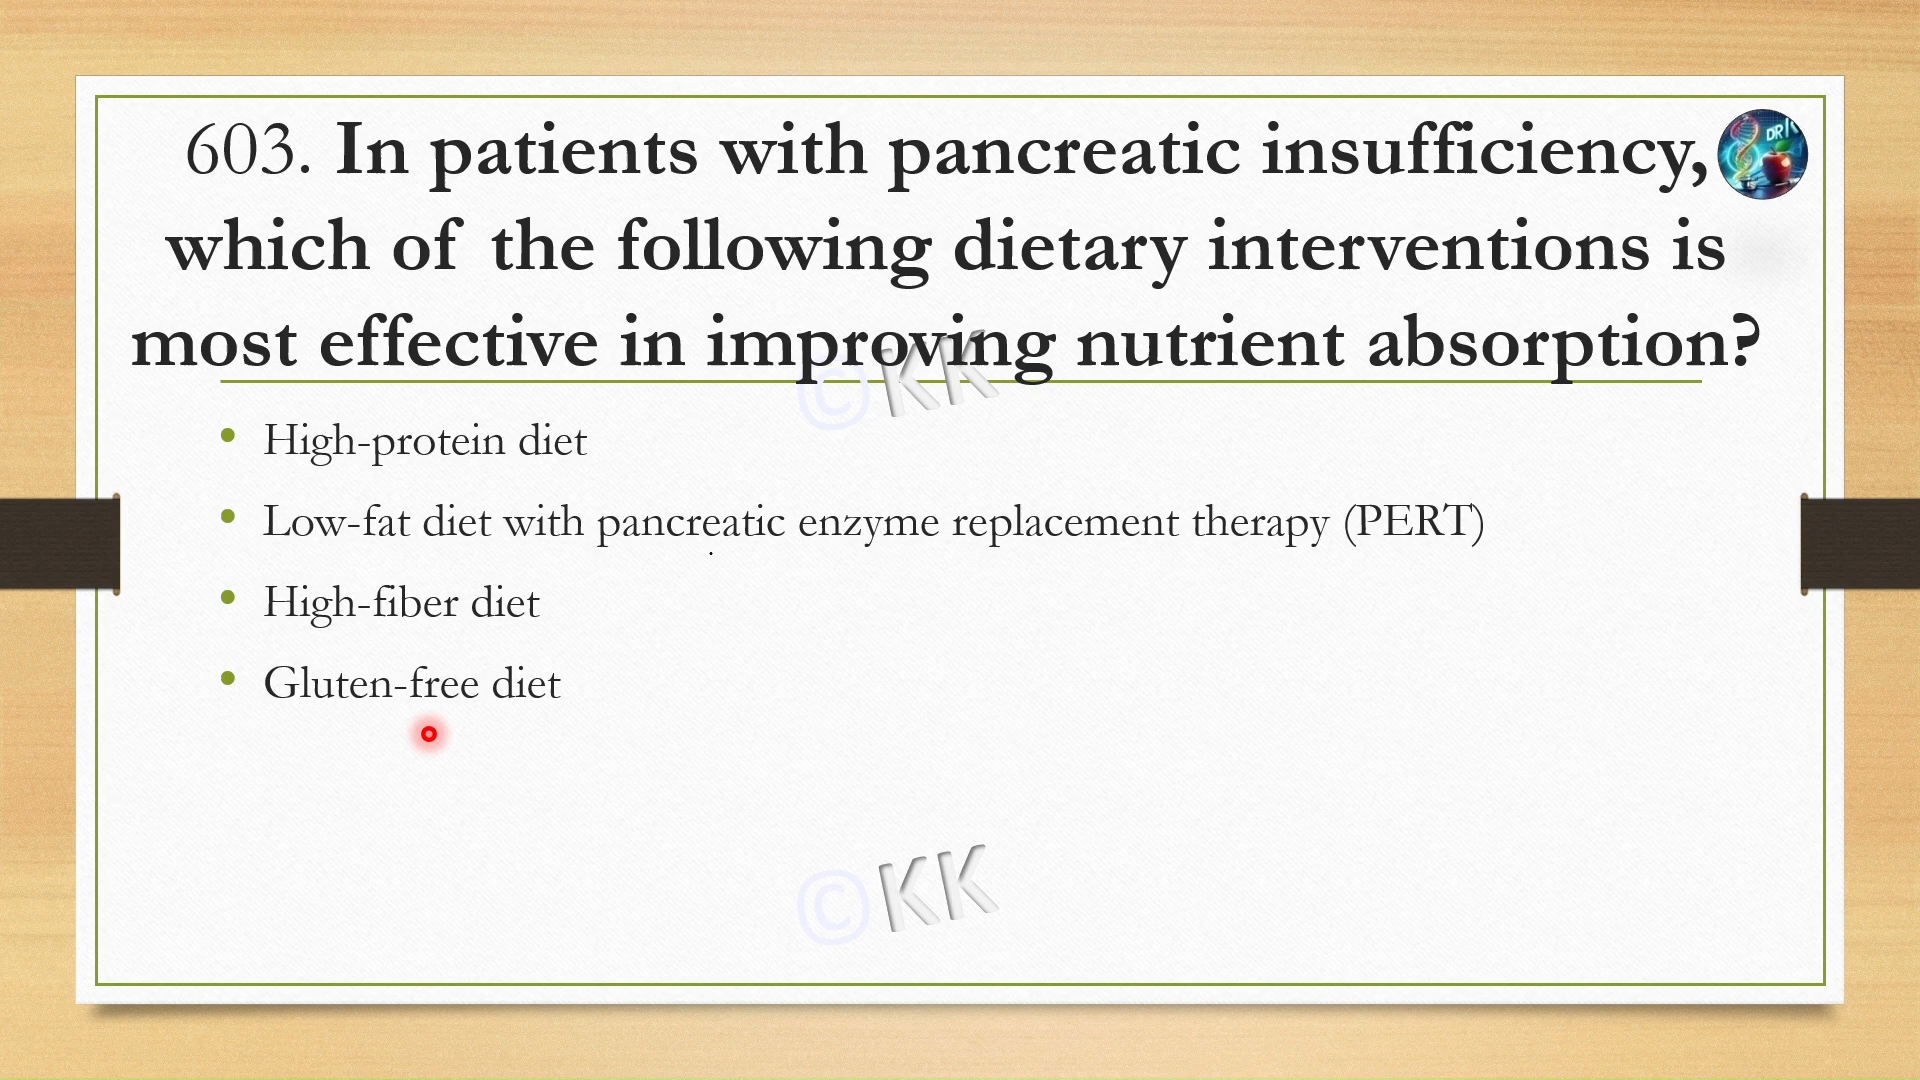 603. In patients with pancreatic insufficiency,
which of the following dietary interventions is
most effective in improving nutrient absorption?
• High-protein diet
• Low-fat diet with pancreatic enzyme replacement therapy (PERT)
• High-fiber diet
• Gluten-free diet
©KK
©KK